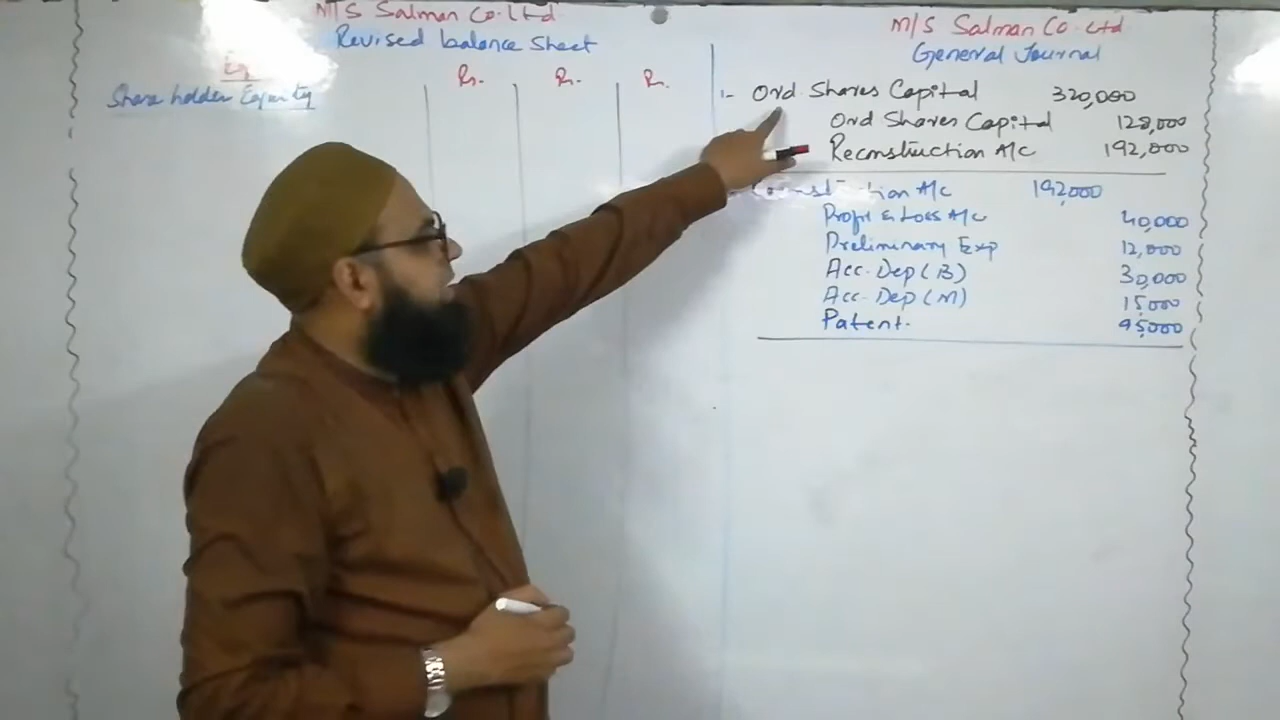 M/S Salman Co. Ltd
Revised balance Sheet
Eq
Rs. Rs. Rs.
Share holder Equity
M/S Salman Co. Ltd
General Journal
1- Ord Shares Capital 320,000
Ord Shares Capital 128,000
Reconstruction A/c 192,000
A/c 192,000
Profit & Loss A/c 40,000
Preliminary Exp 12,000
Acc. Dep (B) 30,000
Acc. Dep (M) 15,000
Patent. 95,000